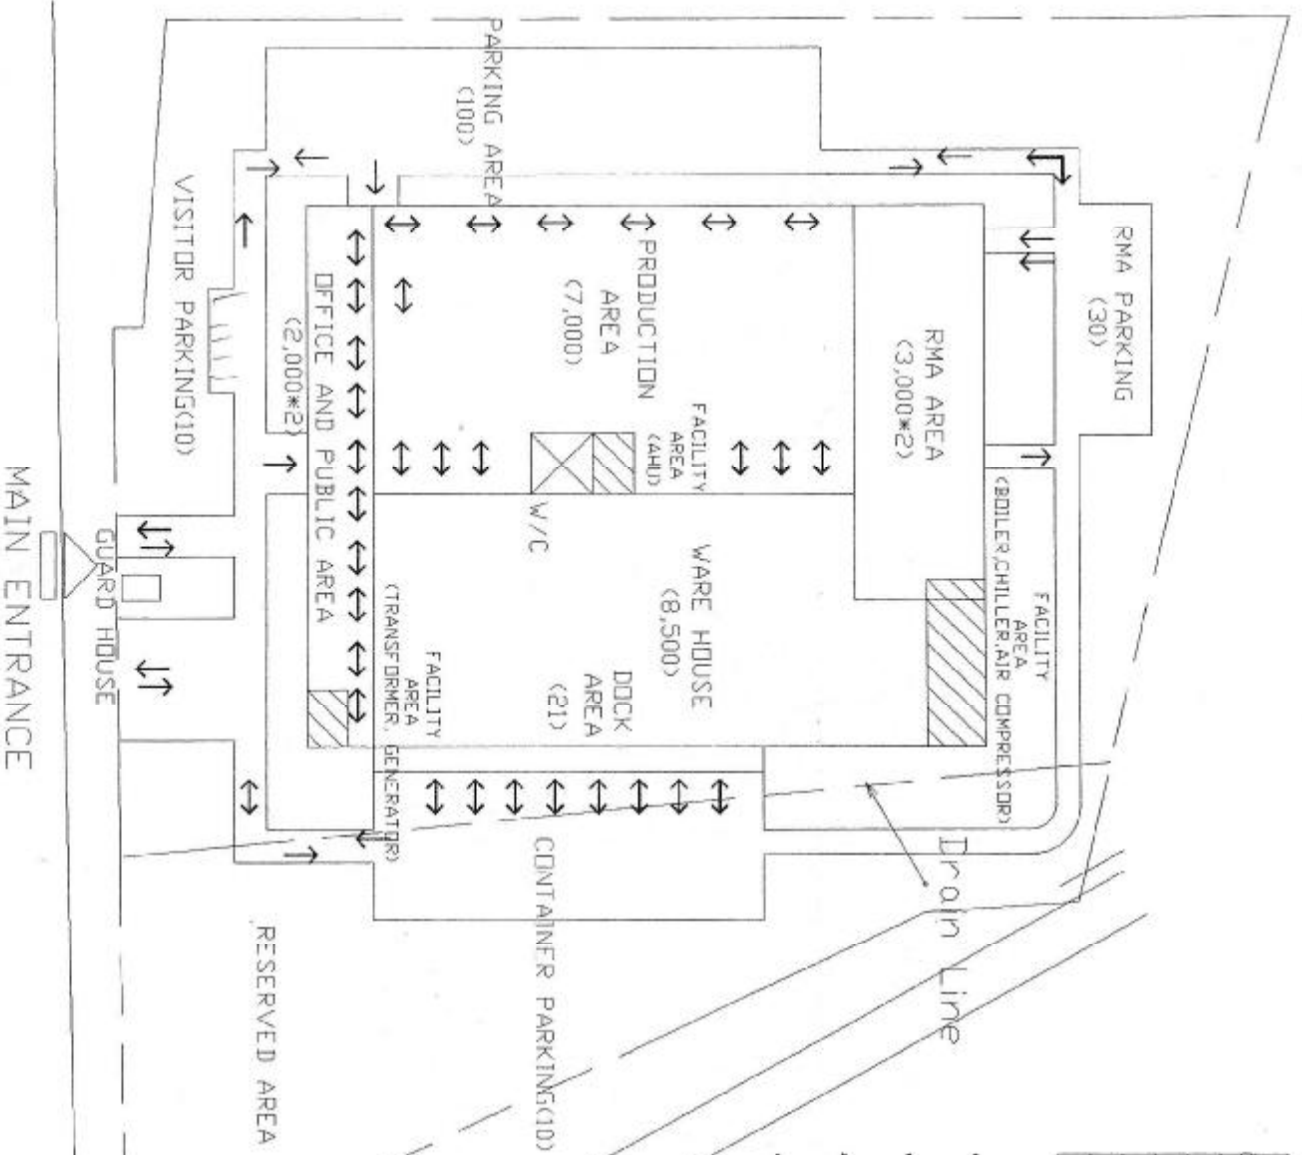 PARKING AREA
(100)
RMA PARKING
(30)
VISITOR PARKING(10)
PRODUCTION
AREA
(7,000)
RMA AREA
(3,000*2)
OFFICE AND PUBLIC AREA
(2,000*2)
FACILITY
AREA
(AHU)
W/C
WARE HOUSE
(8,500)
FACILITY
AREA
(BOILER,CHILLER,AIR COMPRESSOR)
DOCK
AREA
(21)
FACILITY
AREA
(TRANSFORMER, GENERATOR)
GUARD HOUSE
MAIN ENTRANCE
CONTAINER PARKING(10)
Drain Line
RESERVED AREA